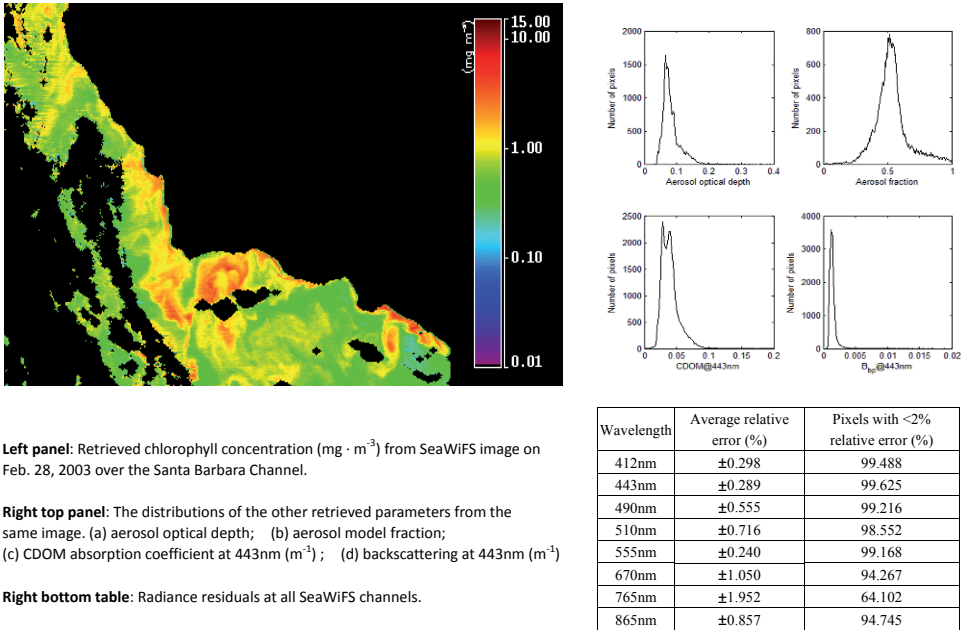 (mg m⁻³)
15.00
10.00
1.00
0.10
0.01
Number of pixels
2000
1500
1000
500
0
0 0.1 0.2 0.3 0.4
Aerosol optical depth
Number of pixels
800
600
400
200
0
0 0.5 1
Aerosol fraction
Number of pixels
2500
2000
1500
1000
500
0
0 0.05 0.1 0.15 0.2
CDOM@443nm
Number of pixels
4000
3000
2000
1000
0
0 0.005 0.01 0.015 0.02
B_bp@443nm
Left panel: Retrieved chlorophyll concentration (mg · m⁻³) from SeaWiFS image on
Feb. 28, 2003 over the Santa Barbara Channel.
Right top panel: The distributions of the other retrieved parameters from the
same image. (a) aerosol optical depth; (b) aerosol model fraction;
(c) CDOM absorption coefficient at 443nm (m⁻¹) ; (d) backscattering at 443nm (m⁻¹)
Right bottom table: Radiance residuals at all SeaWiFS channels.
Wavelength Average relative error (%) Pixels with <2% relative error (%)
412nm ±0.298 99.488
443nm ±0.289 99.625
490nm ±0.555 99.216
510nm ±0.716 98.552
555nm ±0.240 99.168
670nm ±1.050 94.267
765nm ±1.952 64.102
865nm ±0.857 94.745